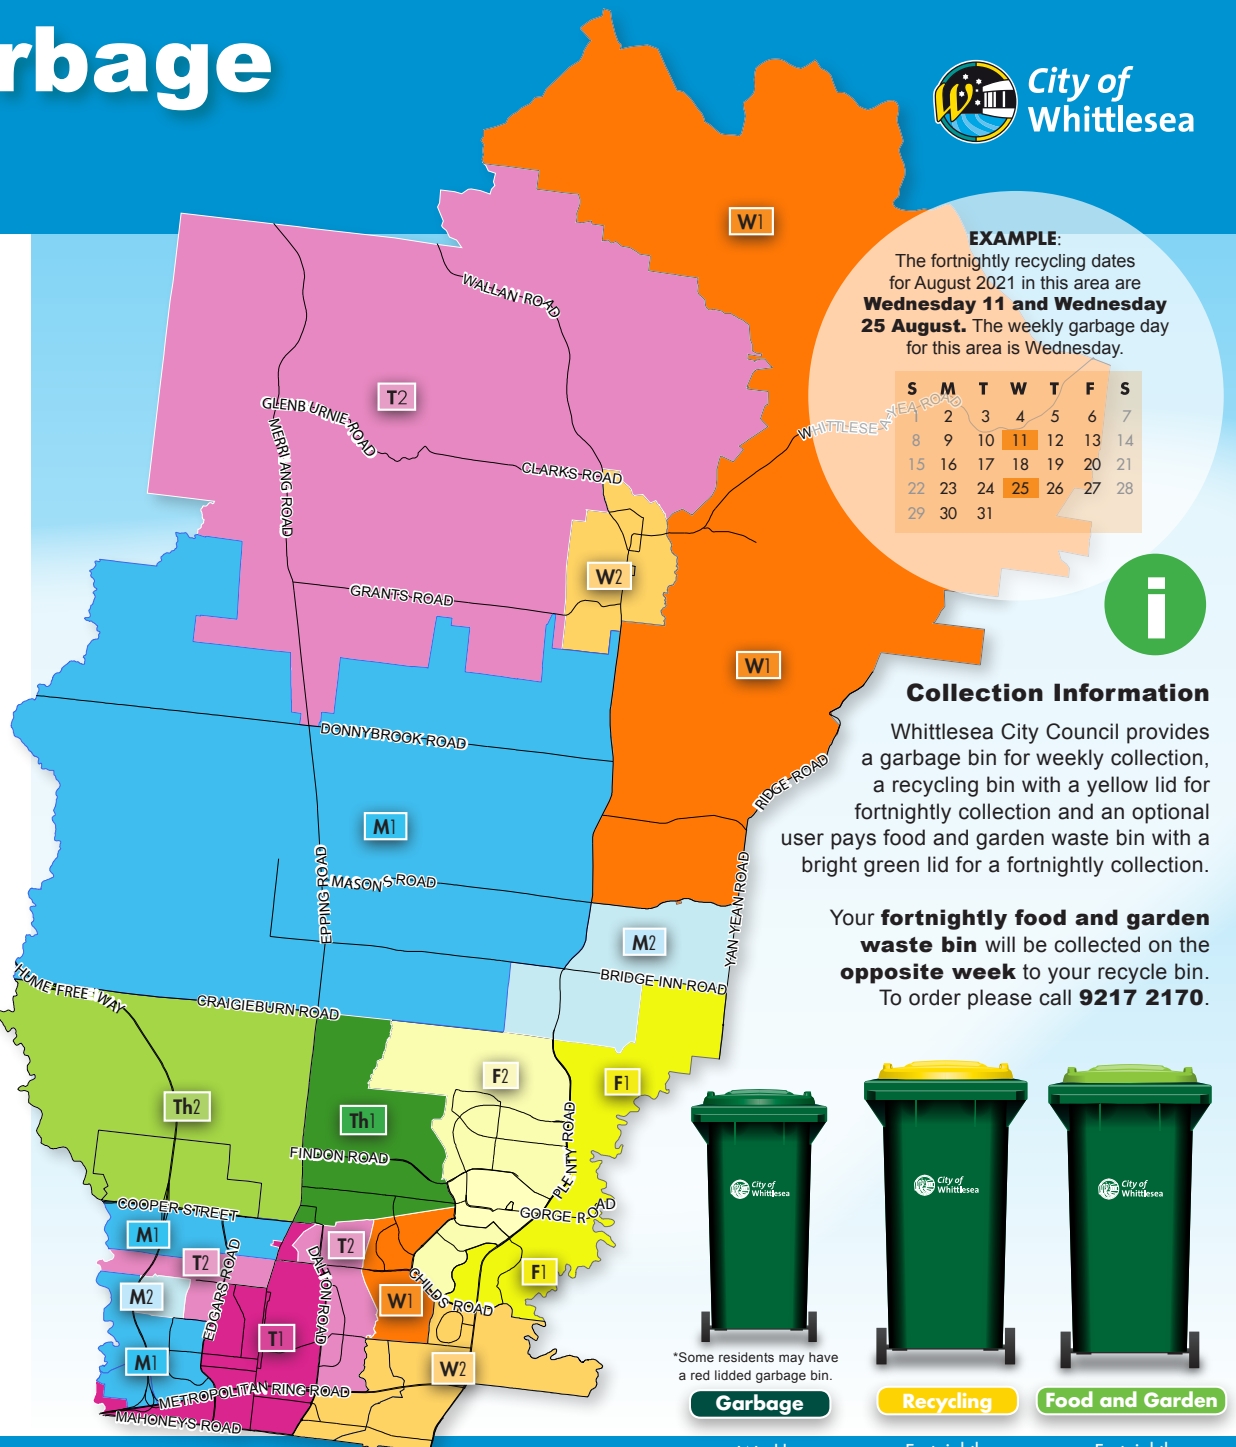 rbage
City of
Whittlesea
W1
EXAMPLE:
The fortnightly recycling dates
for August 2021 in this area are
Wednesday 11 and Wednesday
25 August. The weekly garbage day
for this area is Wednesday.
S M T W T F S
1 2 3 4 5 6 7
8 9 10 11 12 13 14
15 16 17 18 19 20 21
22 23 24 25 26 27 28
29 30 31
WHITTLESEA-YEA ROAD
WALLAN ROAD
T2
GLENBURNIE ROAD
MERRIANG ROAD
CLARKS ROAD
W2
GRANTS ROAD
W1
i
Collection Information
Whittlesea City Council provides
a garbage bin for weekly collection,
a recycling bin with a yellow lid for
fortnightly collection and an optional
user pays food and garden waste bin with a
bright green lid for a fortnightly collection.
Your fortnightly food and garden
waste bin will be collected on the
opposite week to your recycle bin.
To order please call 9217 2170.
DONNYBROOK ROAD
RIDGE ROAD
M1
EPPING ROAD
MASON'S ROAD
YAN YEAN ROAD
M2
BRIDGE INN ROAD
HUME FREEWAY
CRAIGIEBURN ROAD
F2
F1
Th2
Th1
FINDON ROAD
PLENTY ROAD
COOPER STREET
GORGE ROAD
M1
T2
T2
EDGARS ROAD
DALTON ROAD
F1
M2
W1
CHILDS ROAD
T1
M1
W2
METROPOLITAN RING ROAD
MAHONEYS ROAD
City of
Whittlesea
City of
Whittlesea
City of
Whittlesea
*Some residents may have
a red lidded garbage bin.
Garbage
Recycling
Food and Garden